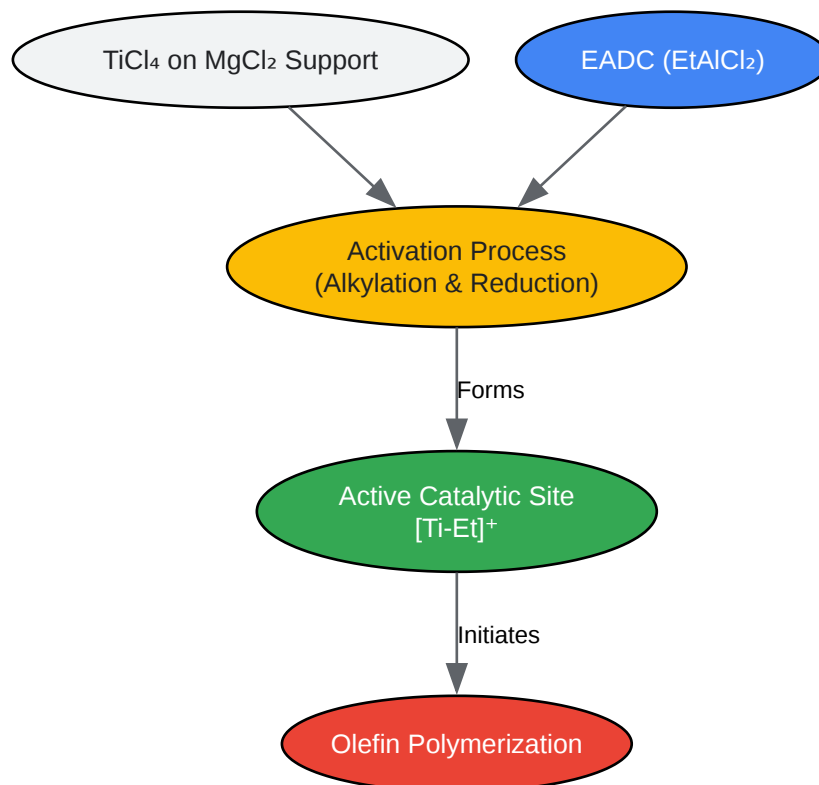 TiCl₄ on MgCl₂ Support
EADC (EtAlCl₂)
Activation Process
(Alkylation & Reduction)
Forms
Active Catalytic Site
[Ti-Et]⁺
Initiates
Olefin Polymerization